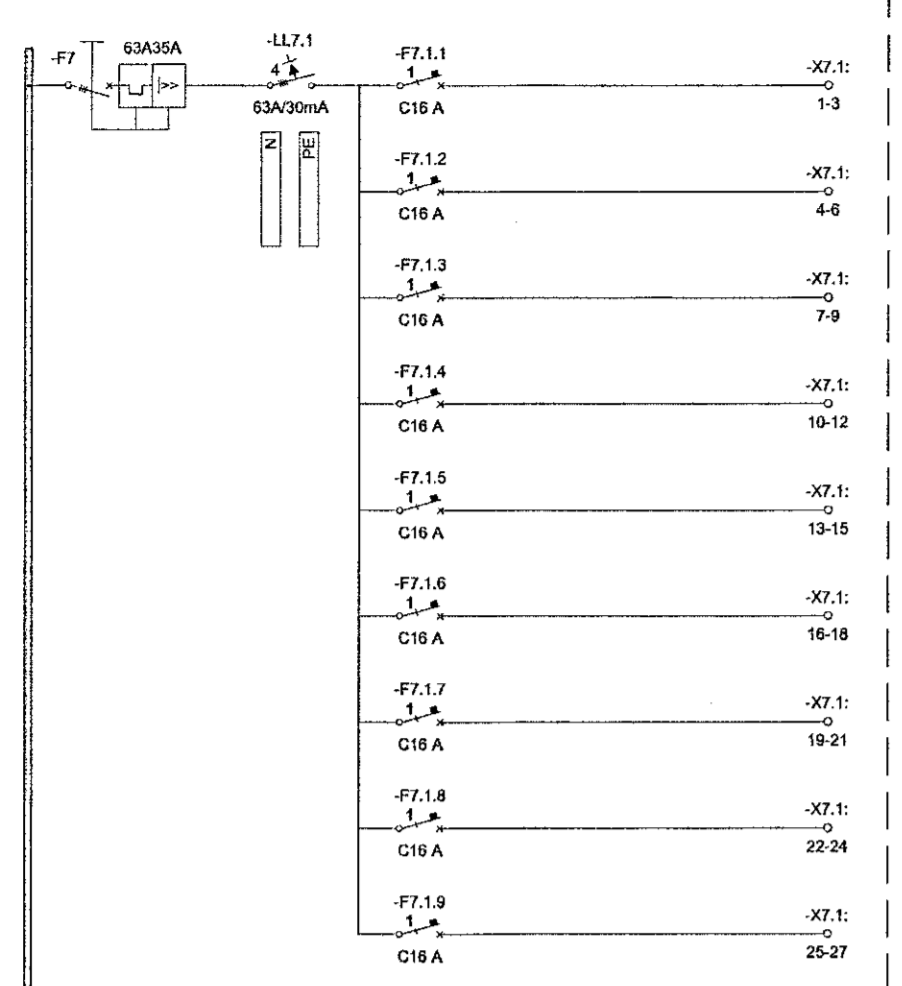 -F7
63A35A
-LL7.1
4
63A/30mA
N
PE
-F7.1.1
1
C16 A
-X7.1:
1-3
-F7.1.2
1
C16 A
-X7.1:
4-6
-F7.1.3
1
C16 A
-X7.1:
7-9
-F7.1.4
1
C16 A
-X7.1:
10-12
-F7.1.5
1
C16 A
-X7.1:
13-15
-F7.1.6
1
C16 A
-X7.1:
16-18
-F7.1.7
1
C16 A
-X7.1:
19-21
-F7.1.8
1
C16 A
-X7.1:
22-24
-F7.1.9
1
C16 A
-X7.1:
25-27